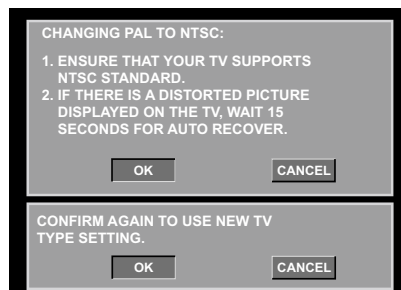 CHANGING PAL TO NTSC:
1. ENSURE THAT YOUR TV SUPPORTS
NTSC STANDARD.
2. IF THERE IS A DISTORTED PICTURE
DISPLAYED ON THE TV, WAIT 15
SECONDS FOR AUTO RECOVER.
OK CANCEL
CONFIRM AGAIN TO USE NEW TV
TYPE SETTING.
OK CANCEL